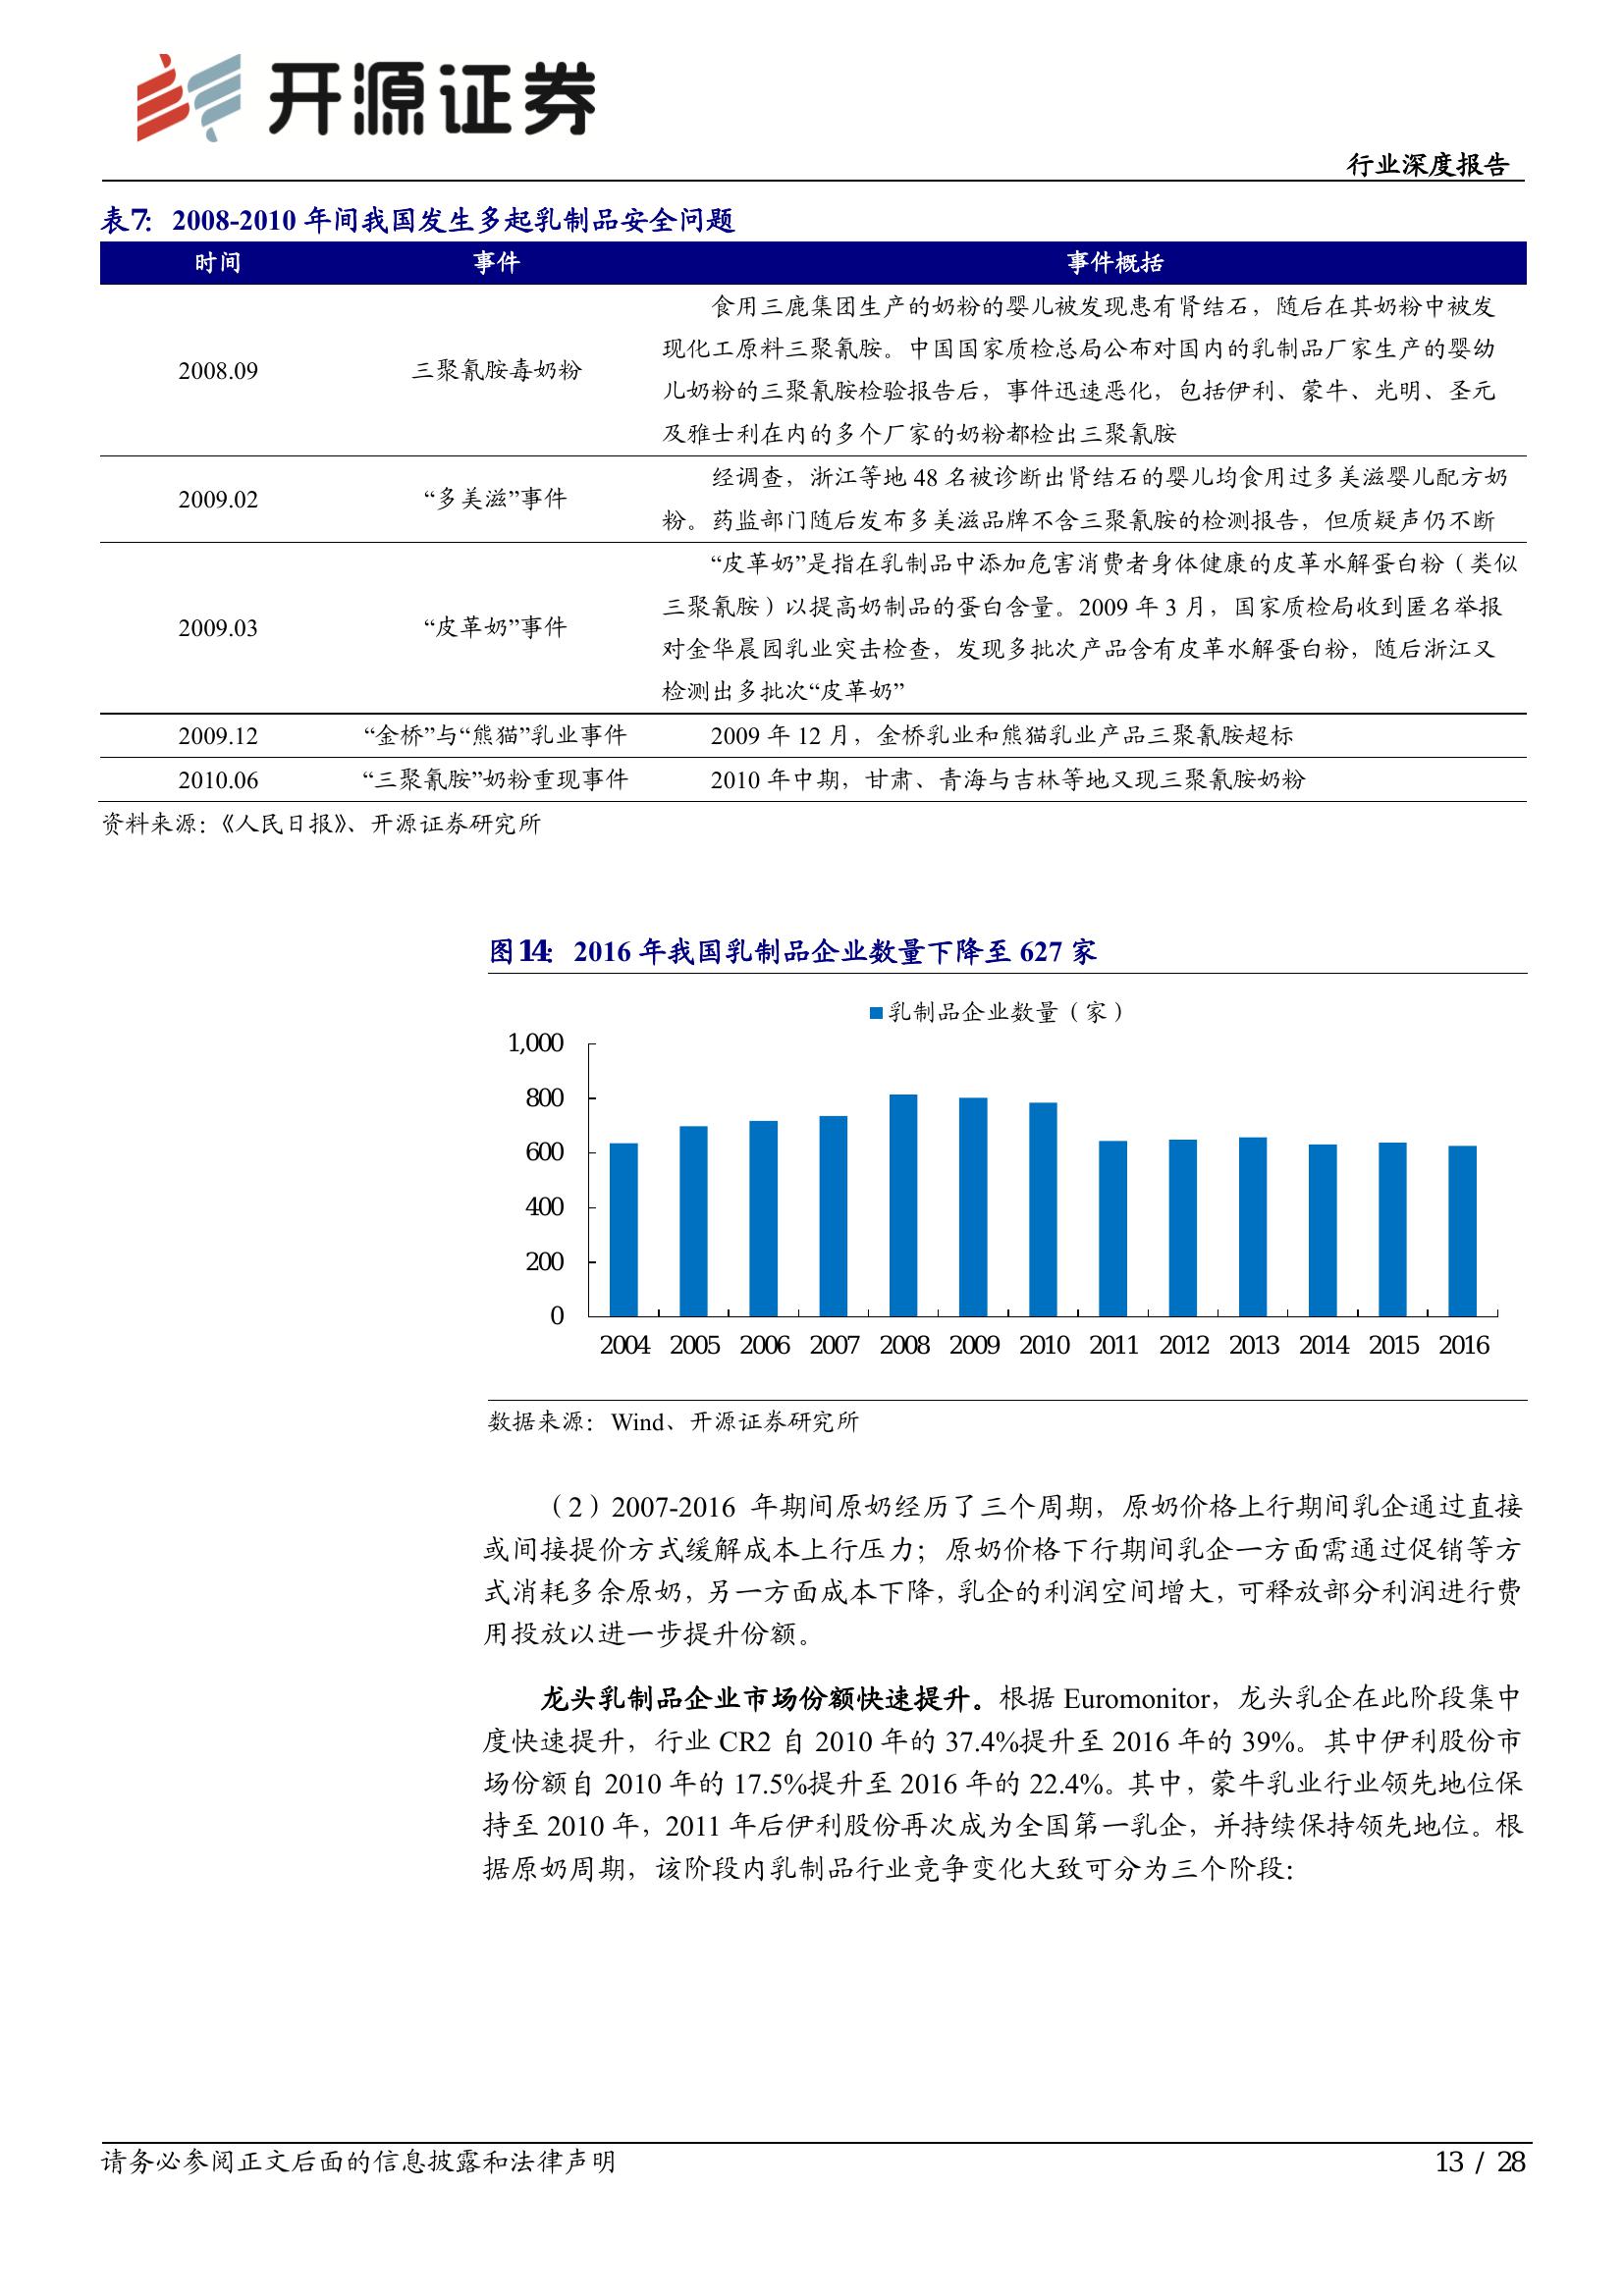 开源证券
行业深度报告
表7：2008-2010 年间我国发生多起乳制品安全问题
时间 事件 事件概括
2008.09 三聚氰胺毒奶粉
食用三鹿集团生产的奶粉的婴儿被发现患有肾结石，随后在其奶粉中被发
现化工原料三聚氰胺。中国国家质检总局公布对国内的乳制品厂家生产的婴幼
儿奶粉的三聚氰胺检验报告后，事件迅速恶化，包括伊利、蒙牛、光明、圣元
及雅士利在内的多个厂家的奶粉都检出三聚氰胺
2009.02 “多美滋”事件
经调查，浙江等地 48 名被诊断出肾结石的婴儿均食用过多美滋婴儿配方奶
粉。药监部门随后发布多美滋品牌不含三聚氰胺的检测报告，但质疑声仍不断
2009.03 “皮革奶”事件
“皮革奶”是指在乳制品中添加危害消费者身体健康的皮革水解蛋白粉（类似
三聚氰胺）以提高奶制品的蛋白含量。2009 年 3 月，国家质检局收到匿名举报
对金华晨园乳业突击检查，发现多批次产品含有皮革水解蛋白粉，随后浙江又
检测出多批次“皮革奶”
2009.12 “金桥”与“熊猫”乳业事件 2009 年 12 月，金桥乳业和熊猫乳业产品三聚氰胺超标
2010.06 “三聚氰胺”奶粉重现事件 2010 年中期，甘肃、青海与吉林等地又现三聚氰胺奶粉
资料来源：《人民日报》、开源证券研究所
图14：2016 年我国乳制品企业数量下降至 627 家
乳制品企业数量（家）
1,000
800
600
400
200
0
2004 2005 2006 2007 2008 2009 2010 2011 2012 2013 2014 2015 2016
数据来源：Wind、开源证券研究所
（2）2007-2016 年期间原奶经历了三个周期，原奶价格上行期间乳企通过直接
或间接提价方式缓解成本上行压力；原奶价格下行期间乳企一方面需通过促销等方
式消耗多余原奶，另一方面成本下降，乳企的利润空间增大，可释放部分利润进行费
用投放以进一步提升份额。
龙头乳制品企业市场份额快速提升。根据 Euromonitor，龙头乳企在此阶段集中
度快速提升，行业 CR2 自 2010 年的 37.4%提升至 2016 年的 39%。其中伊利股份市
场份额自 2010 年的 17.5%提升至 2016 年的 22.4%。其中，蒙牛乳业行业领先地位保
持至 2010 年，2011 年后伊利股份再次成为全国第一乳企，并持续保持领先地位。根
据原奶周期，该阶段内乳制品行业竞争变化大致可分为三个阶段：
请务必参阅正文后面的信息披露和法律声明
13 / 28